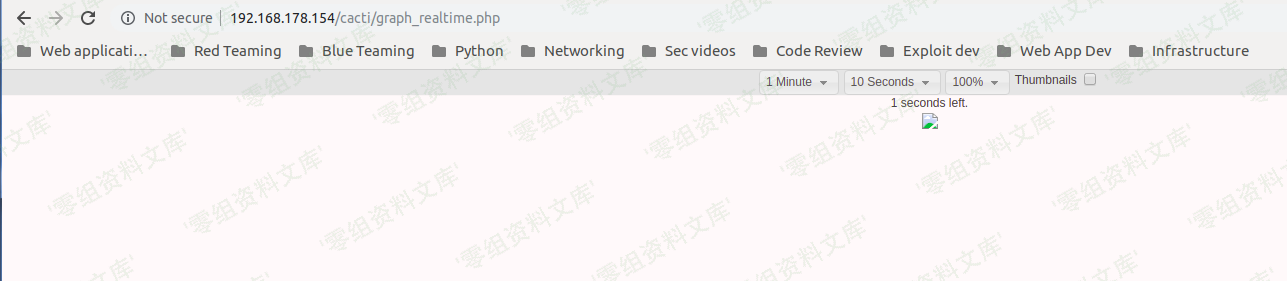 Not secure | 192.168.178.154/cacti/graph_realtime.php
Web applicati… Red Teaming Blue Teaming Python Networking Sec videos Code Review Exploit dev Web App Dev Infrastructure
1 Minute 10 Seconds 100% Thumbnails
1 seconds left.
'零组资料文库'